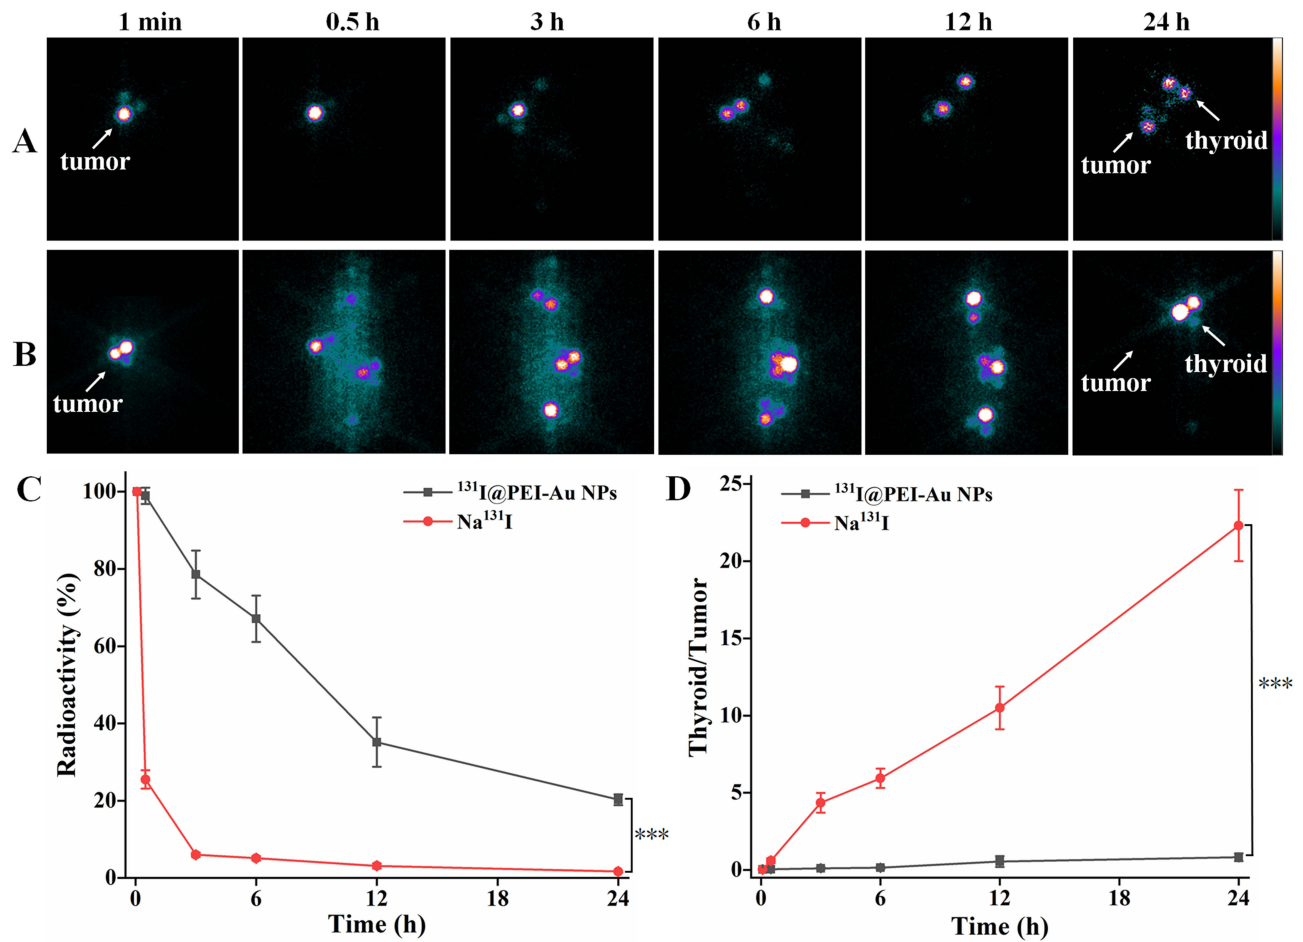 1 min 0.5 h 3 h 6 h 12 h 24 h
A
tumor
tumor
thyroid
B
tumor
tumor
thyroid
C
¹³¹I@PEI-Au NPs
Na¹³¹I
100
80
60
40
20
0
Radioactivity (%)
***
0 6 12 18 24
Time (h)
D
¹³¹I@PEI-Au NPs
Na¹³¹I
25
20
15
10
5
0
Thyroid/Tumor
***
0 6 12 18 24
Time (h)